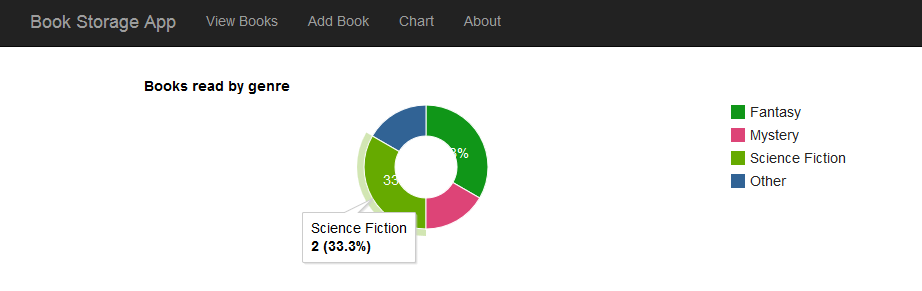 Book Storage App View Books Add Book Chart About
Books read by genre
Fantasy
Mystery
Science Fiction
Other
33
3%
Science Fiction
2 (33.3%)